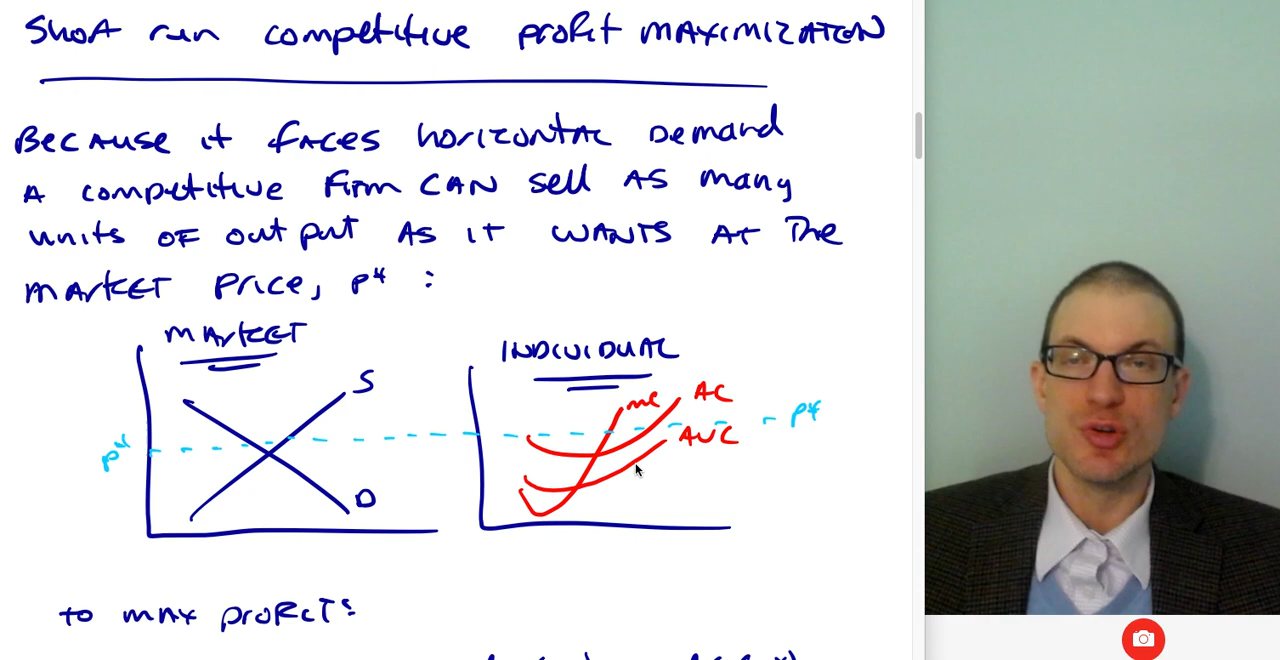 Short run competitive profit MAXIMIZATION
Because it faces horizontal demand
A competitive firm CAN sell AS many
units OF output AS it WANTS At The
MARKET Price, P* :
MARKET
INDIVIDUAL
S
MC
AC
P*
AVC
P*
D
to max profits